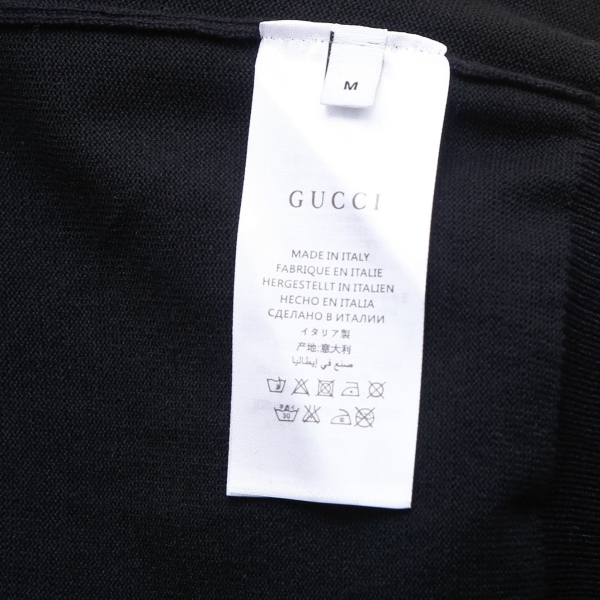 M
GUCCI
MADE IN ITALY
FABRIQUE EN ITALIE
HERGESTELLT IN ITALIEN
HECHO EN ITALIA
СДЕЛАНО В ИТАЛИИ
イタリア製
产地:意大利
صنع في إيطاليا
30